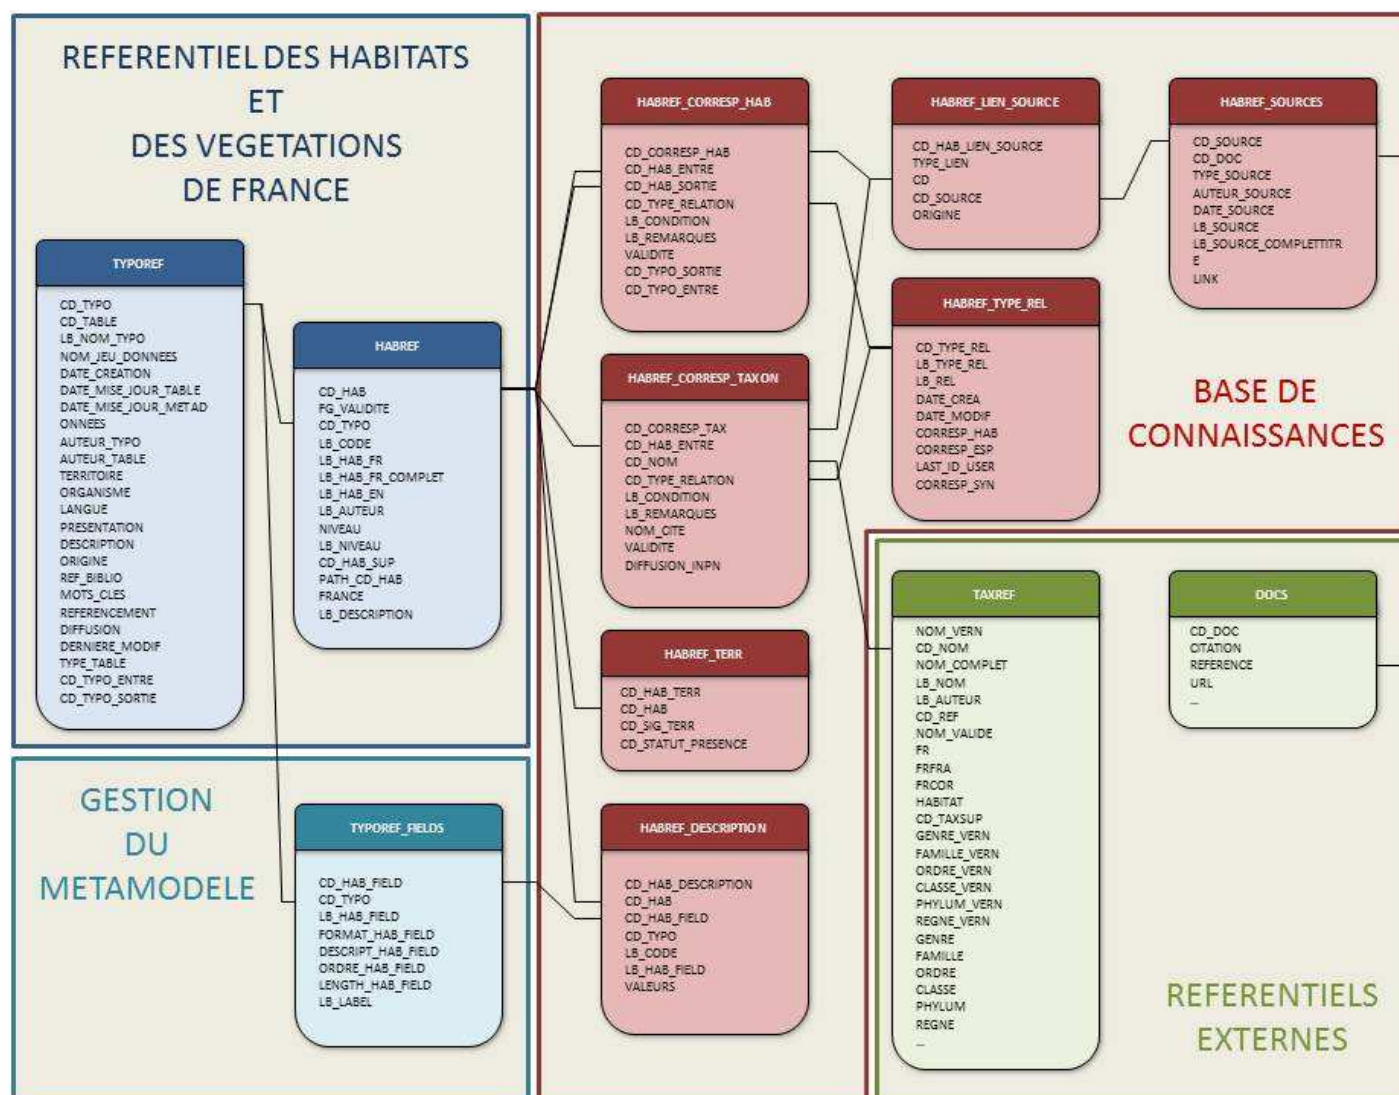 RÉFERENTIEL DES HABITATS
ET
DES VEGETATIONS
DE FRANCE
TYPOREF
CD_TYPO
CD_TABLE
LB_NOM_TYPO
NOM_JEU_DONNEES
DATE_CREATION
DATE_MISE_JOUR_TABLE
DATE_MISE_JOUR_METAD
ONNEES
AUTEUR_TYPO
AUTEUR_TABLE
TERRITOIRE
ORGANISME
LANGUE
PRESENTATION
DESCRIPTION
ORIGINE
REF_BIBLIO
MOTS_CLES
REFERENCEMENT
DIFFUSION
DERNIERE_MODIF
TYPE_TABLE
CD_TYPO_ENTRE
CD_TYPO_SORTIE
HABREF
CD_HAB
FG_VALIDITE
CD_TYPO
LB_CODE
LB_HAB_FR
LB_HAB_FR_COMPLET
LB_HAB_EN
LB_AUTEUR
NIVEAU
LB_NIVEAU
CD_HAB_SUP
PATH_CD_HAB
FRANCE
LB_DESCRIPTION
GESTION
DU
METAMODELE
TYPOREF_FIELDS
CD_HAB_FIELD
CD_TYPO
LB_HAB_FIELD
FORMAT_HAB_FIELD
DESCRIPT_HAB_FIELD
ORDRE_HAB_FIELD
LENGTH_HAB_FIELD
LB_LABEL
HABREF_CORRESP_HAB
CD_CORRESP_HAB
CD_HAB_ENTRE
CD_HAB_SORTIE
CD_TYPE_RELATION
LB_CONDITION
LB_REMARQUES
VALIDITE
CD_TYPO_SORTIE
CD_TYPO_ENTRE
HABREF_CORRESP_TAXON
CD_CORRESP_TAX
CD_HAB_ENTRE
CD_NOM
CD_TYPE_RELATION
LB_CONDITION
LB_REMARQUES
NOM_CITE
VALIDITE
DIFFUSION_INPN
HABREF_TERR
CD_HAB_TERR
CD_HAB
CD_SIG_TERR
CD_STATUT_PRESENCE
HABREF_DESCRIPTION
CD_HAB_DESCRIPTION
CD_HAB
CD_HAB_FIELD
CD_TYPO
LB_CODE
LB_HAB_FIELD
VALEURS
HABREF_LIEN_SOURCE
CD_HAB_LIEN_SOURCE
TYPE_LIEN
CD
CD_SOURCE
ORIGINE
HABREF_SOURCES
CD_SOURCE
CD_DOC
TYPE_SOURCE
AUTEUR_SOURCE
DATE_SOURCE
LB_SOURCE
LB_SOURCE_COMPLETTITR
E
LINK
HABREF_TYPE_REL
CD_TYPE_REL
LB_TYPE_REL
LB_REL
DATE_CREA
DATE_MODIF
CORRESP_HAB
CORRESP_ESP
LAST_ID_USER
CORRESP_SYN
BASE DE
CONNAISSANCES
TAXREF
NOM_VERN
CD_NOM
NOM_COMPLET
LB_NOM
LB_AUTEUR
CD_REF
NOM_VALIDE
FR
FRFRA
FRCOR
HABITAT
CD_TAXSUP
GENRE_VERN
FAMILLE_VERN
ORDRE_VERN
CLASSE_VERN
PHYLUM_VERN
REGNE_VERN
GENRE
FAMILLE
ORDRE
CLASSE
PHYLUM
REGNE
...
DOCS
CD_DOC
CITATION
REFERENCE
URL
...
REFERENTIELS
EXTERNES